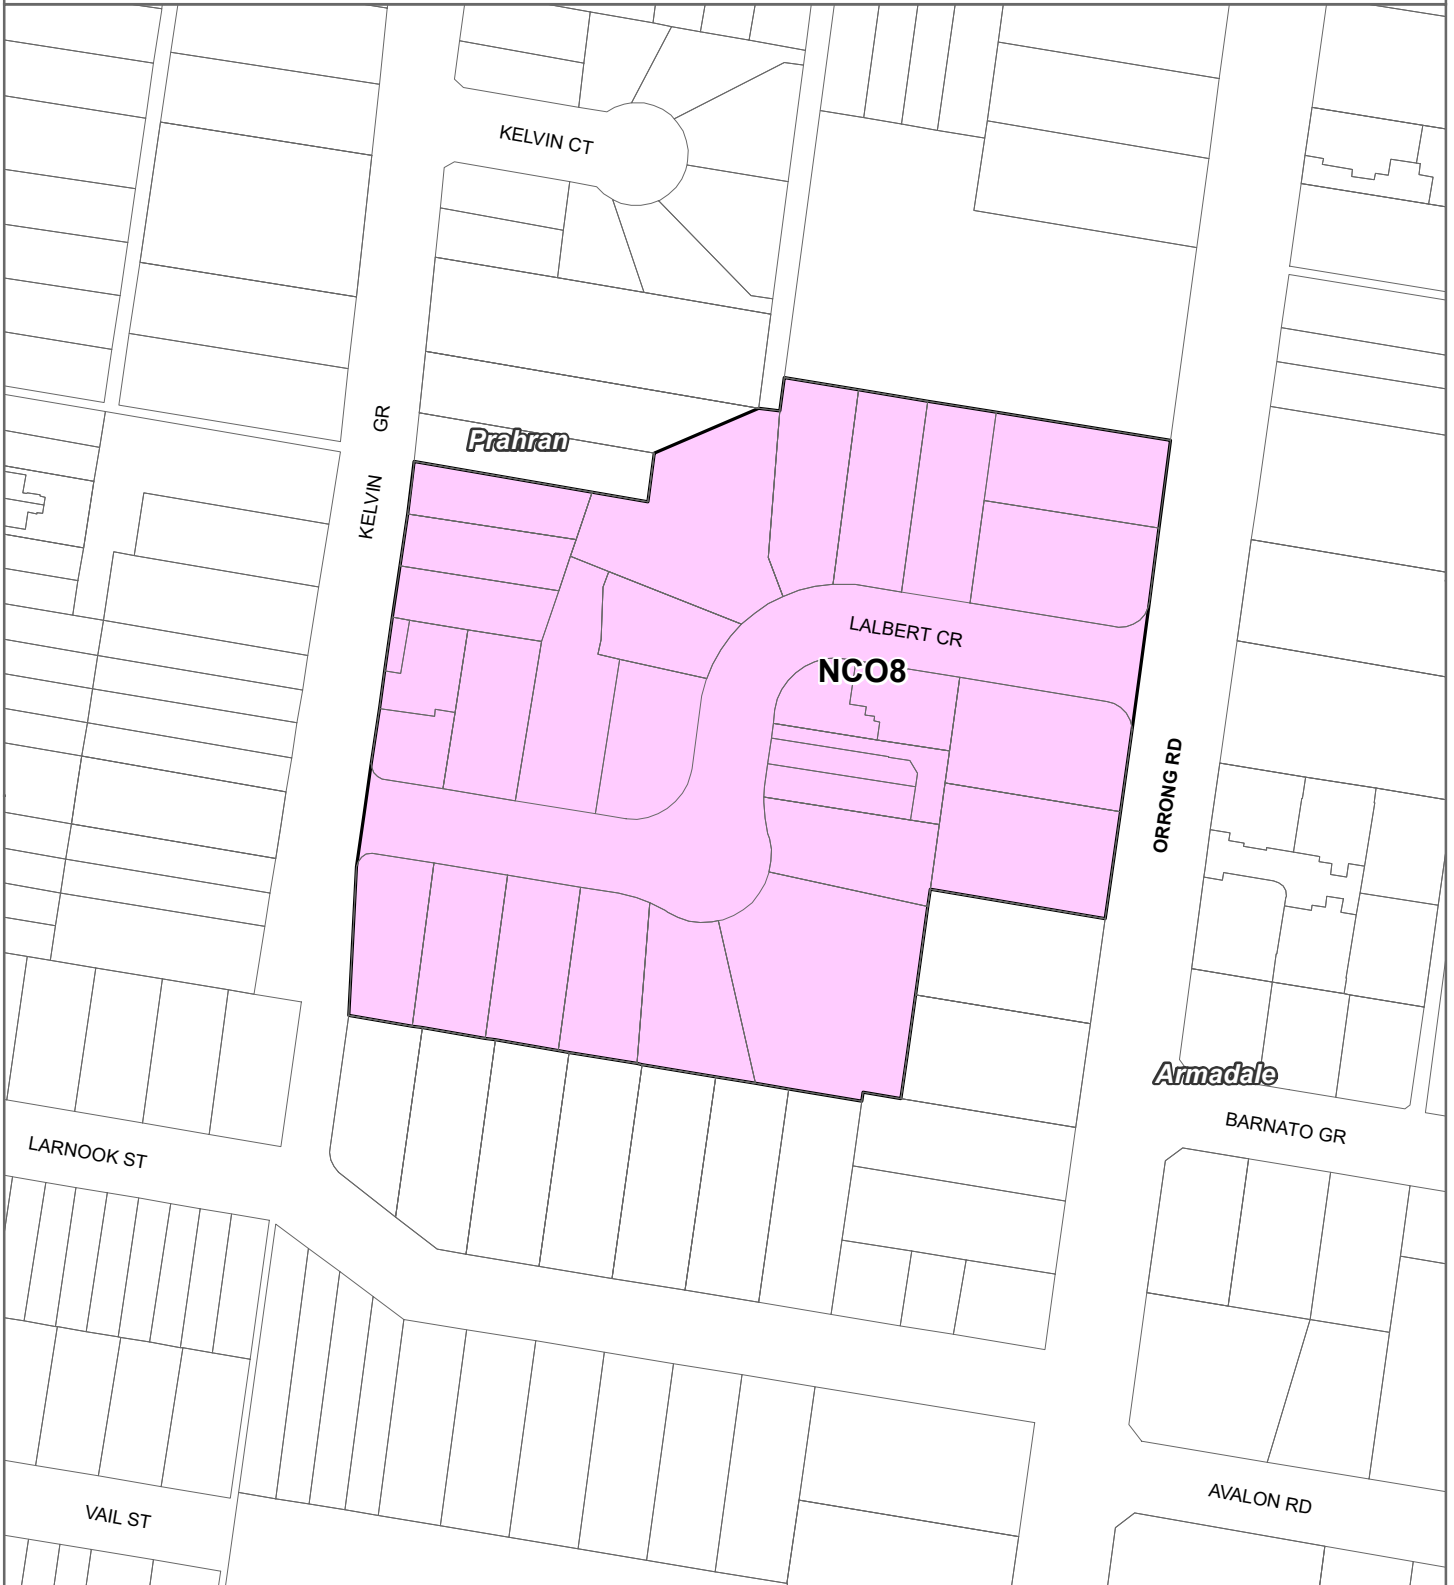 KELVIN CT
KELVIN GR
Prahran
LALBERT CR
NCO8
ORRONG RD
Armadale
BARNATO GR
LARNOOK ST
AVALON RD
VAIL ST